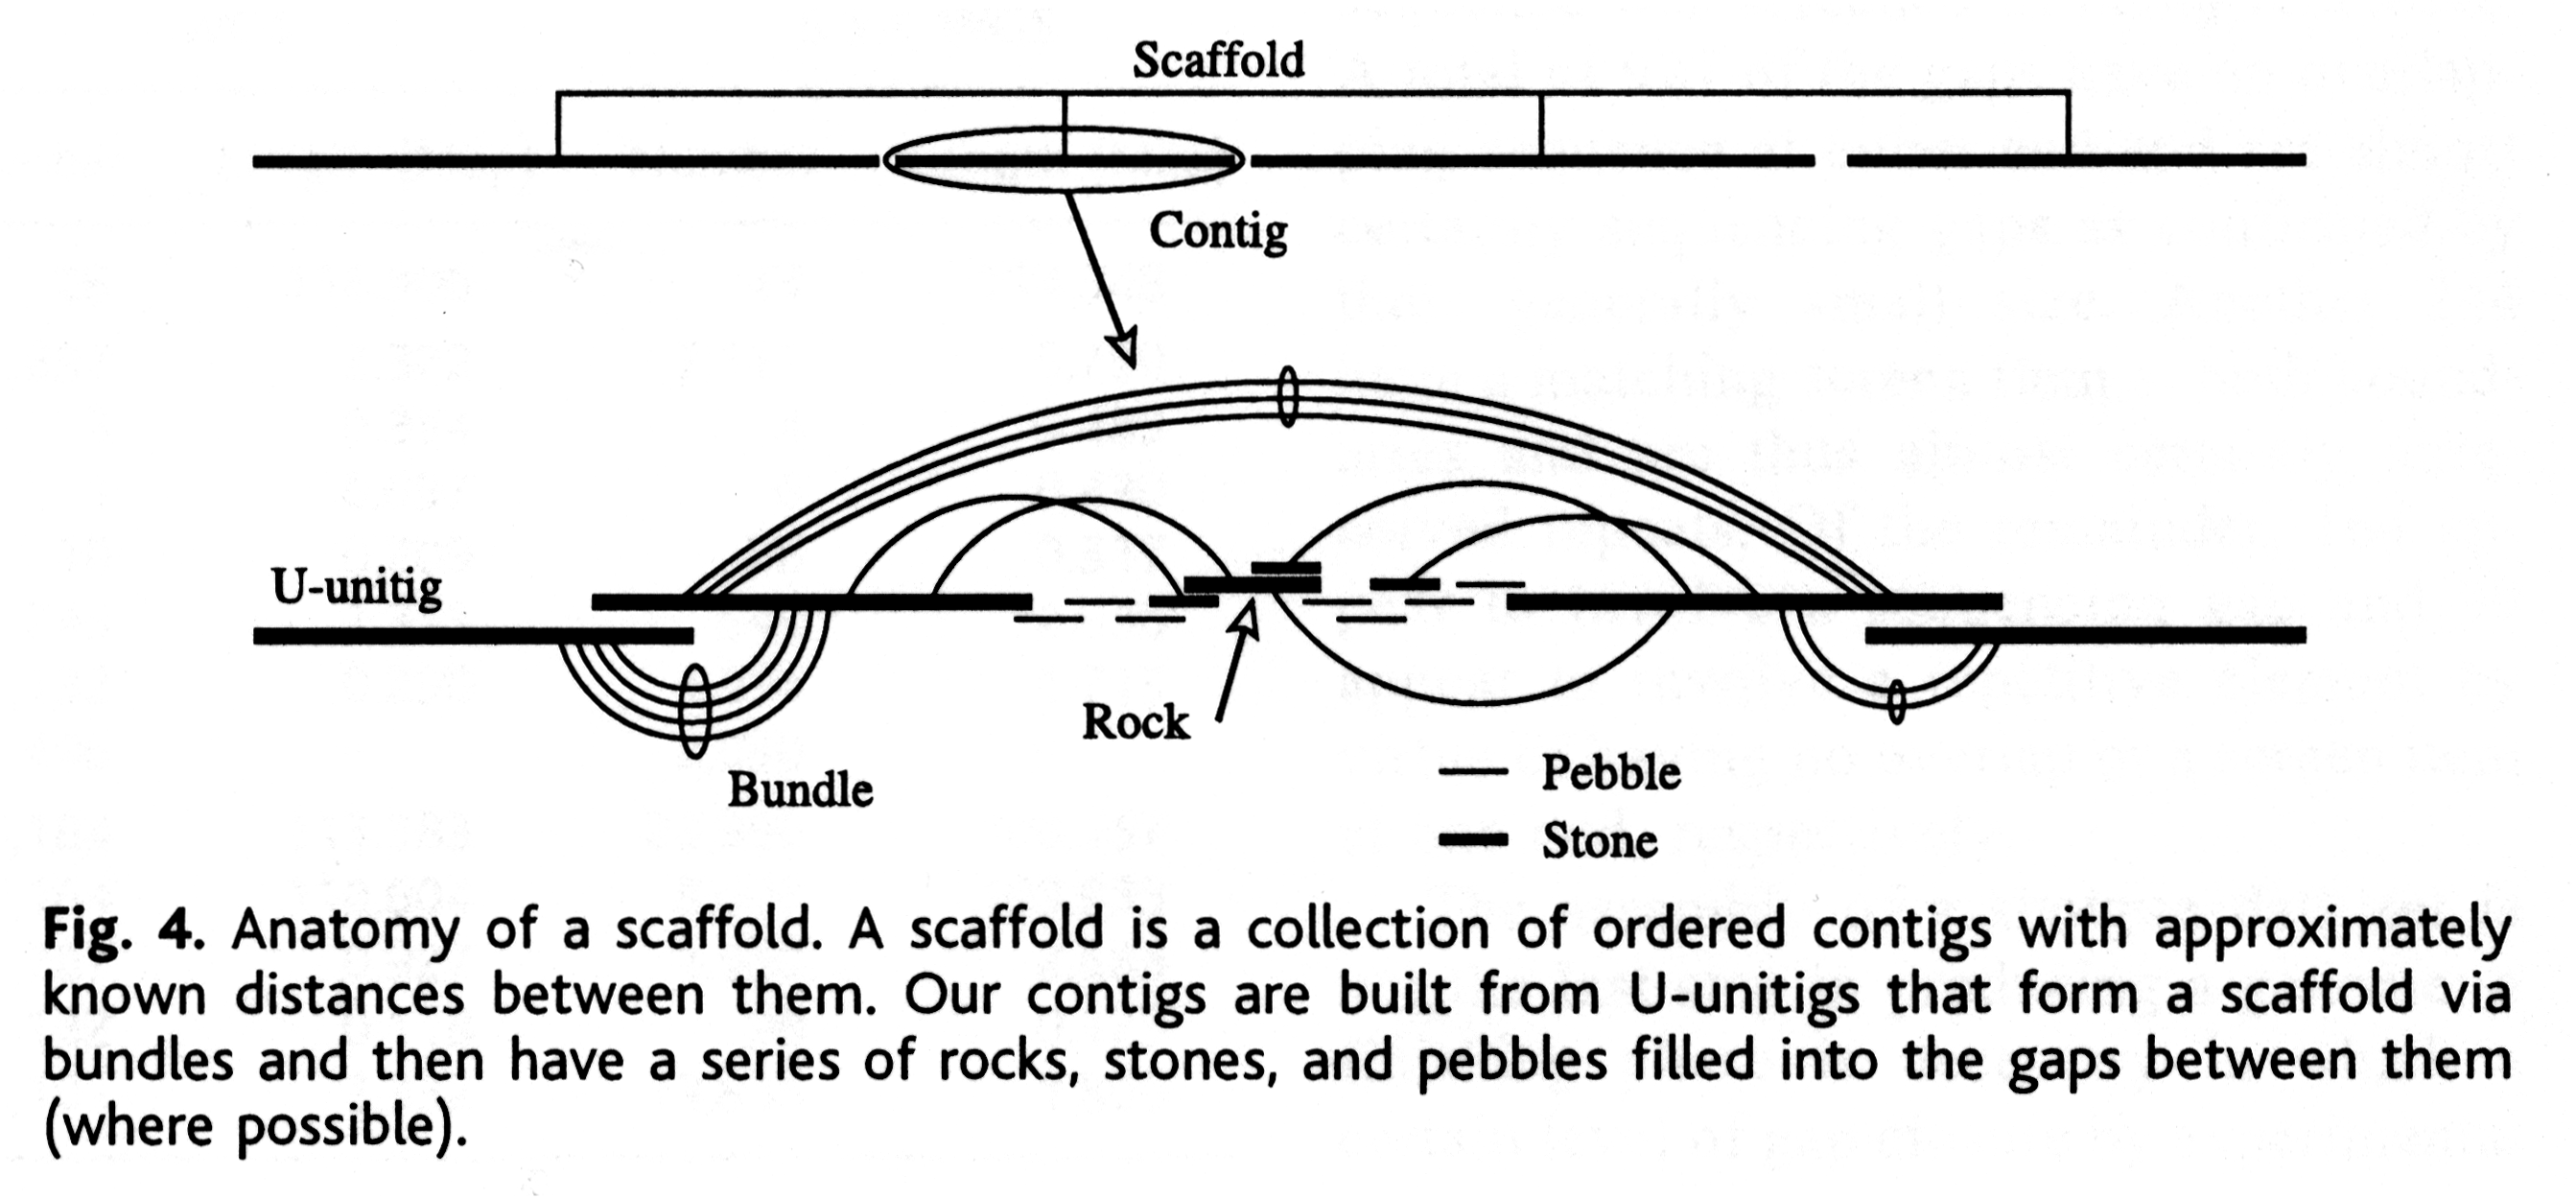 Scaffold
Contig
U-unitig
Rock
Bundle
Pebble
Stone
Fig. 4. Anatomy of a scaffold. A scaffold is a collection of ordered contigs with approximately
known distances between them. Our contigs are built from U-unitigs that form a scaffold via
bundles and then have a series of rocks, stones, and pebbles filled into the gaps between them
(where possible).